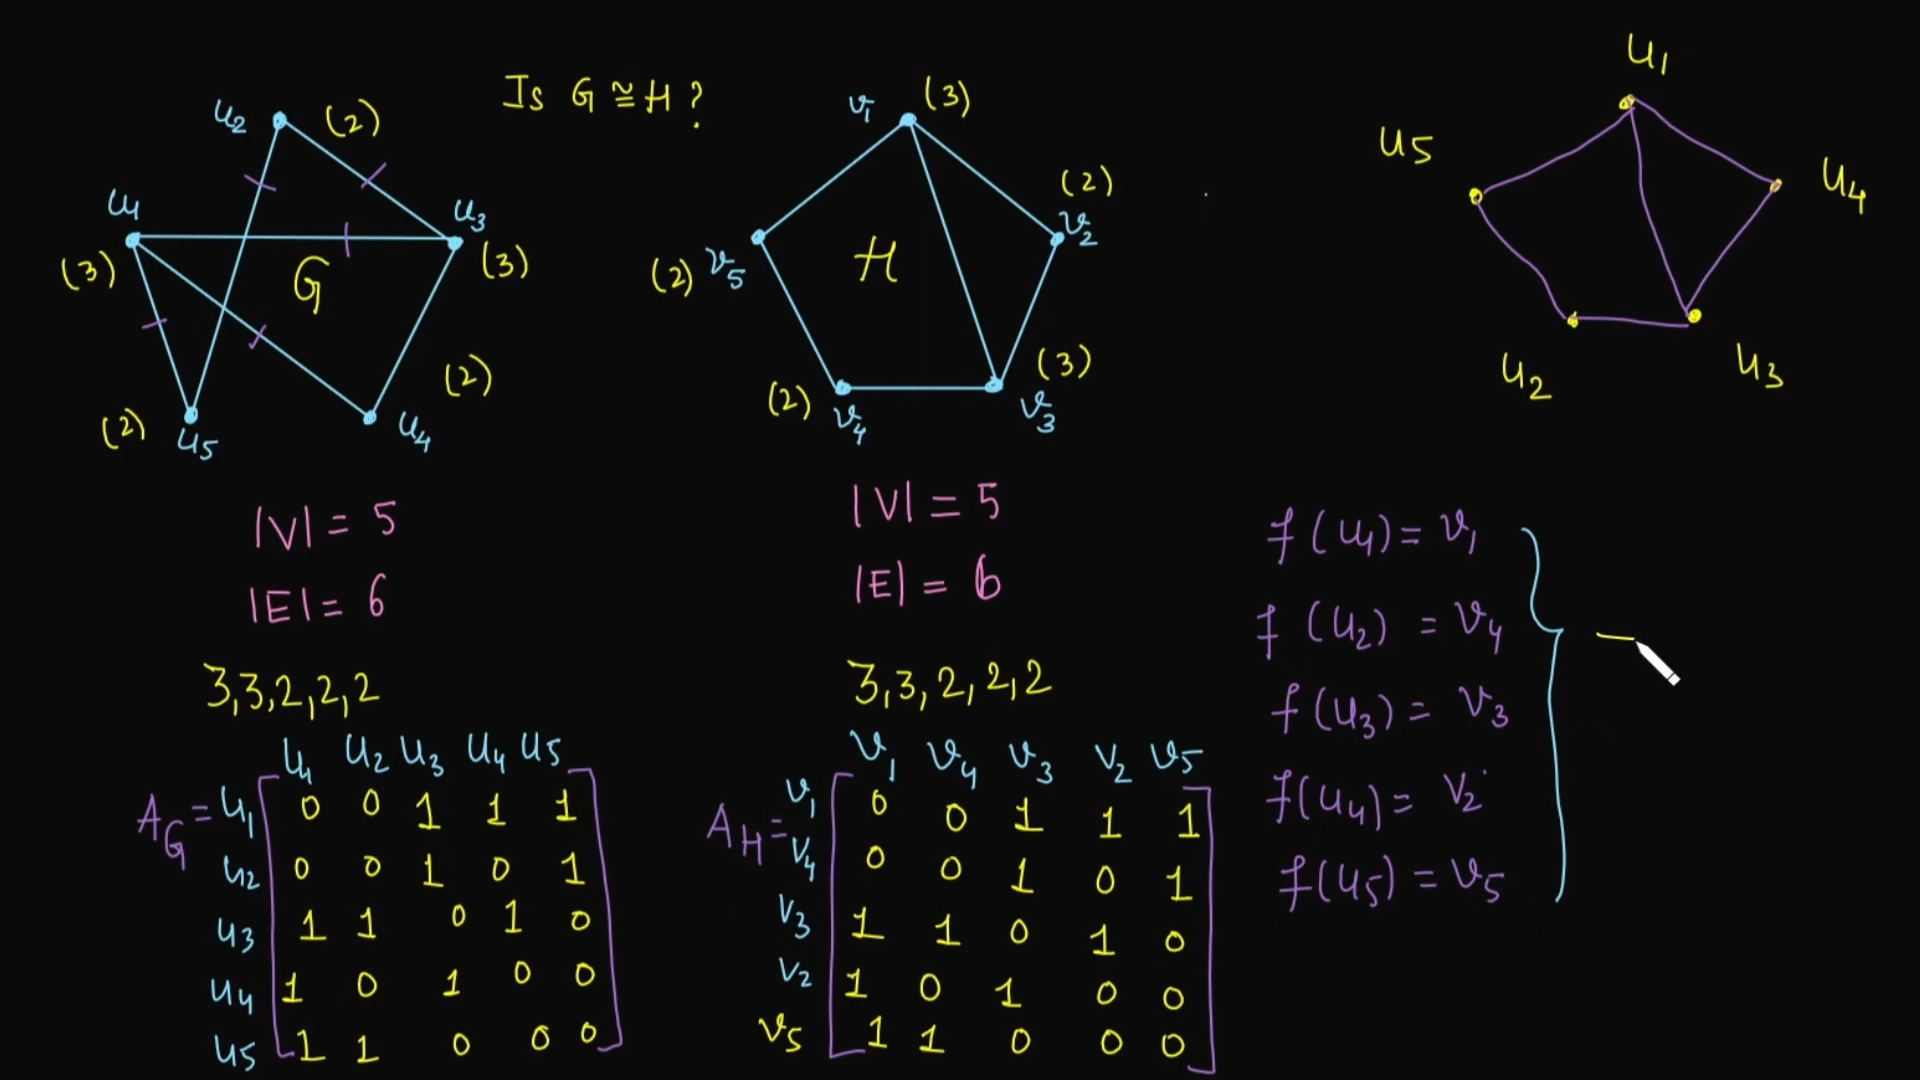 Is G ≅ H ?
u₂ (2)
u₁ (3)
u₃ (3)
G
u₅ (2)
u₄ (2)
|V| = 5
|E| = 6
3,3,2,2,2
v₁ (3)
v₂ (2)
v₅ (2)
H
v₄ (2)
v₃ (3)
|V| = 5
|E| = 6
3,3,2,2,2
u₁
u₅
u₄
u₂
u₃
f(u₁) = v₁
f(u₂) = v₄
f(u₃) = v₃
f(u₄) = v₂
f(u₅) = v₅
u₁ u₂ u₃ u₄ u₅
A_G = u₁ 0 0 1 1 1
u₂ 0 0 1 0 1
u₃ 1 1 0 1 0
u₄ 1 0 1 0 0
u₅ 1 1 0 0 0
v₁ v₄ v₃ v₂ v₅
A_H = v₁ 0 0 1 1 1
v₄ 0 0 1 0 1
v₃ 1 1 0 1 0
v₂ 1 0 1 0 0
v₅ 1 1 0 0 0